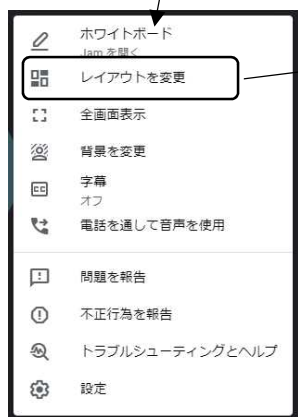 ホワイトボード
Jam を開く
レイアウトを変更
全画面表示
背景を変更
CC
字幕
オフ
電話を通して音声を使用
問題を報告
不正行為を報告
トラブルシューティングとヘルプ
設定